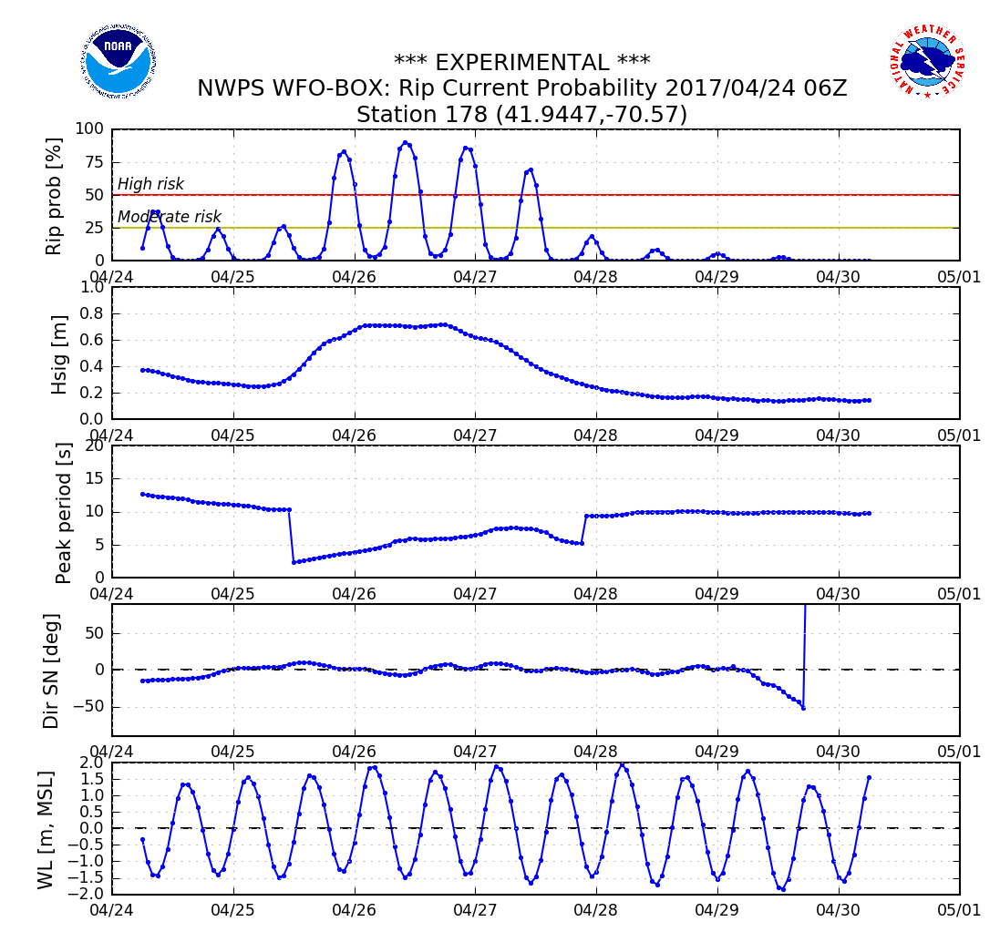 NOAA
NATIONAL WEATHER SERVICE
*** EXPERIMENTAL ***
NWPS WFO-BOX: Rip Current Probability 2017/04/24 06Z
Station 178 (41.9447,-70.57)
Rip prob [%]
100
75
50
25
0
High risk
Moderate risk
04/24 04/25 04/26 04/27 04/28 04/29 04/30 05/01
Hsig [m]
1.0
0.8
0.6
0.4
0.2
0.0
04/24 04/25 04/26 04/27 04/28 04/29 04/30 05/01
Peak period [s]
20
15
10
5
0
04/24 04/25 04/26 04/27 04/28 04/29 04/30 05/01
Dir SN [deg]
50
0
−50
04/24 04/25 04/26 04/27 04/28 04/29 04/30 05/01
WL [m, MSL]
2.0
1.5
1.0
0.5
0.0
−0.5
−1.0
−1.5
−2.0
04/24 04/25 04/26 04/27 04/28 04/29 04/30 05/01